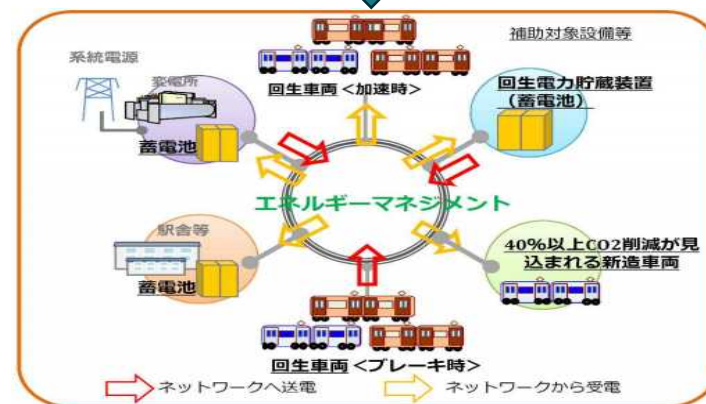 補助対象設備等
系統電源
変電所
蓄電池
回生車両<加速時>
回生電力貯蔵装置
(蓄電池)
エネルギーマネジメント
駅舎等
蓄電池
40%以上CO2削減が見
込まれる新造車両
回生車両<ブレーキ時>
ネットワークへ送電
ネットワークから受電